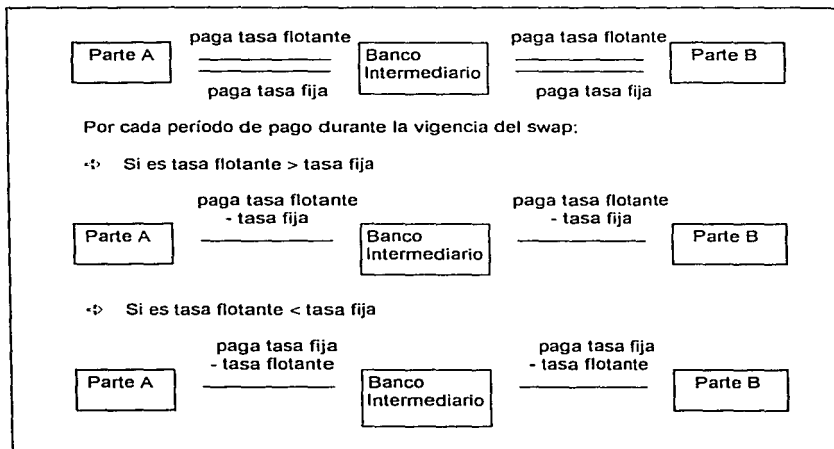 paga tasa flotante paga tasa flotante
Parte A Banco Intermediario Parte B
paga tasa fija paga tasa fija
Por cada período de pago durante la vigencia del swap:
Si es tasa flotante > tasa fija
paga tasa flotante - tasa fija paga tasa flotante - tasa fija
Parte A Banco Intermediario Parte B
Si es tasa flotante < tasa fija
paga tasa fija - tasa flotante paga tasa fija - tasa flotante
Parte A Banco Intermediario Parte B